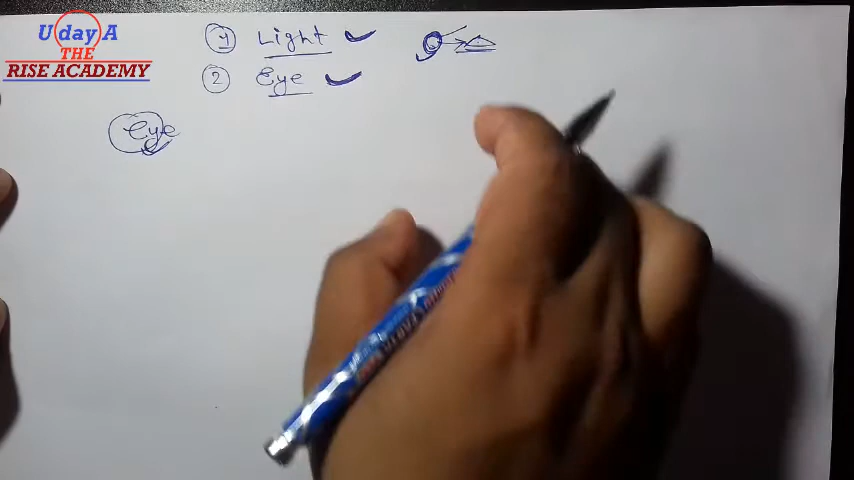 Uday A
THE
RISE ACADEMY
1 Light
2 Eye
Eye